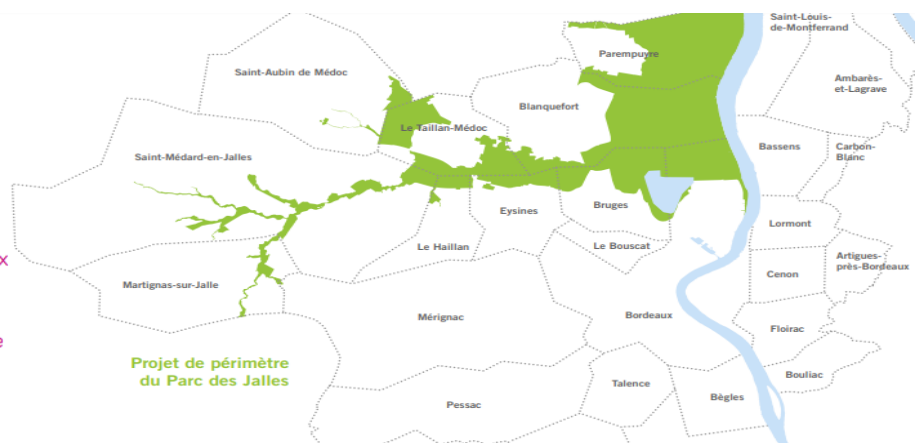 Saint-Louis-
de-Montferrand
Parempuyre
Saint-Aubin de Médoc
Ambarès-
et-Lagrave
Blanquefort
Le Taillan-Médoc
Bassens
Carbon-
Blanc
Saint-Médard-en-Jalles
Eysines
Bruges
Lormont
Le Haillan
Le Bouscat
Artigues-
près-Bordeaux
x
Cenon
Martignas-sur-Jalle
Mérignac
Bordeaux
Floirac
e
Projet de périmètre
du Parc des Jalles
Bouliac
Talence
Bègles
Pessac